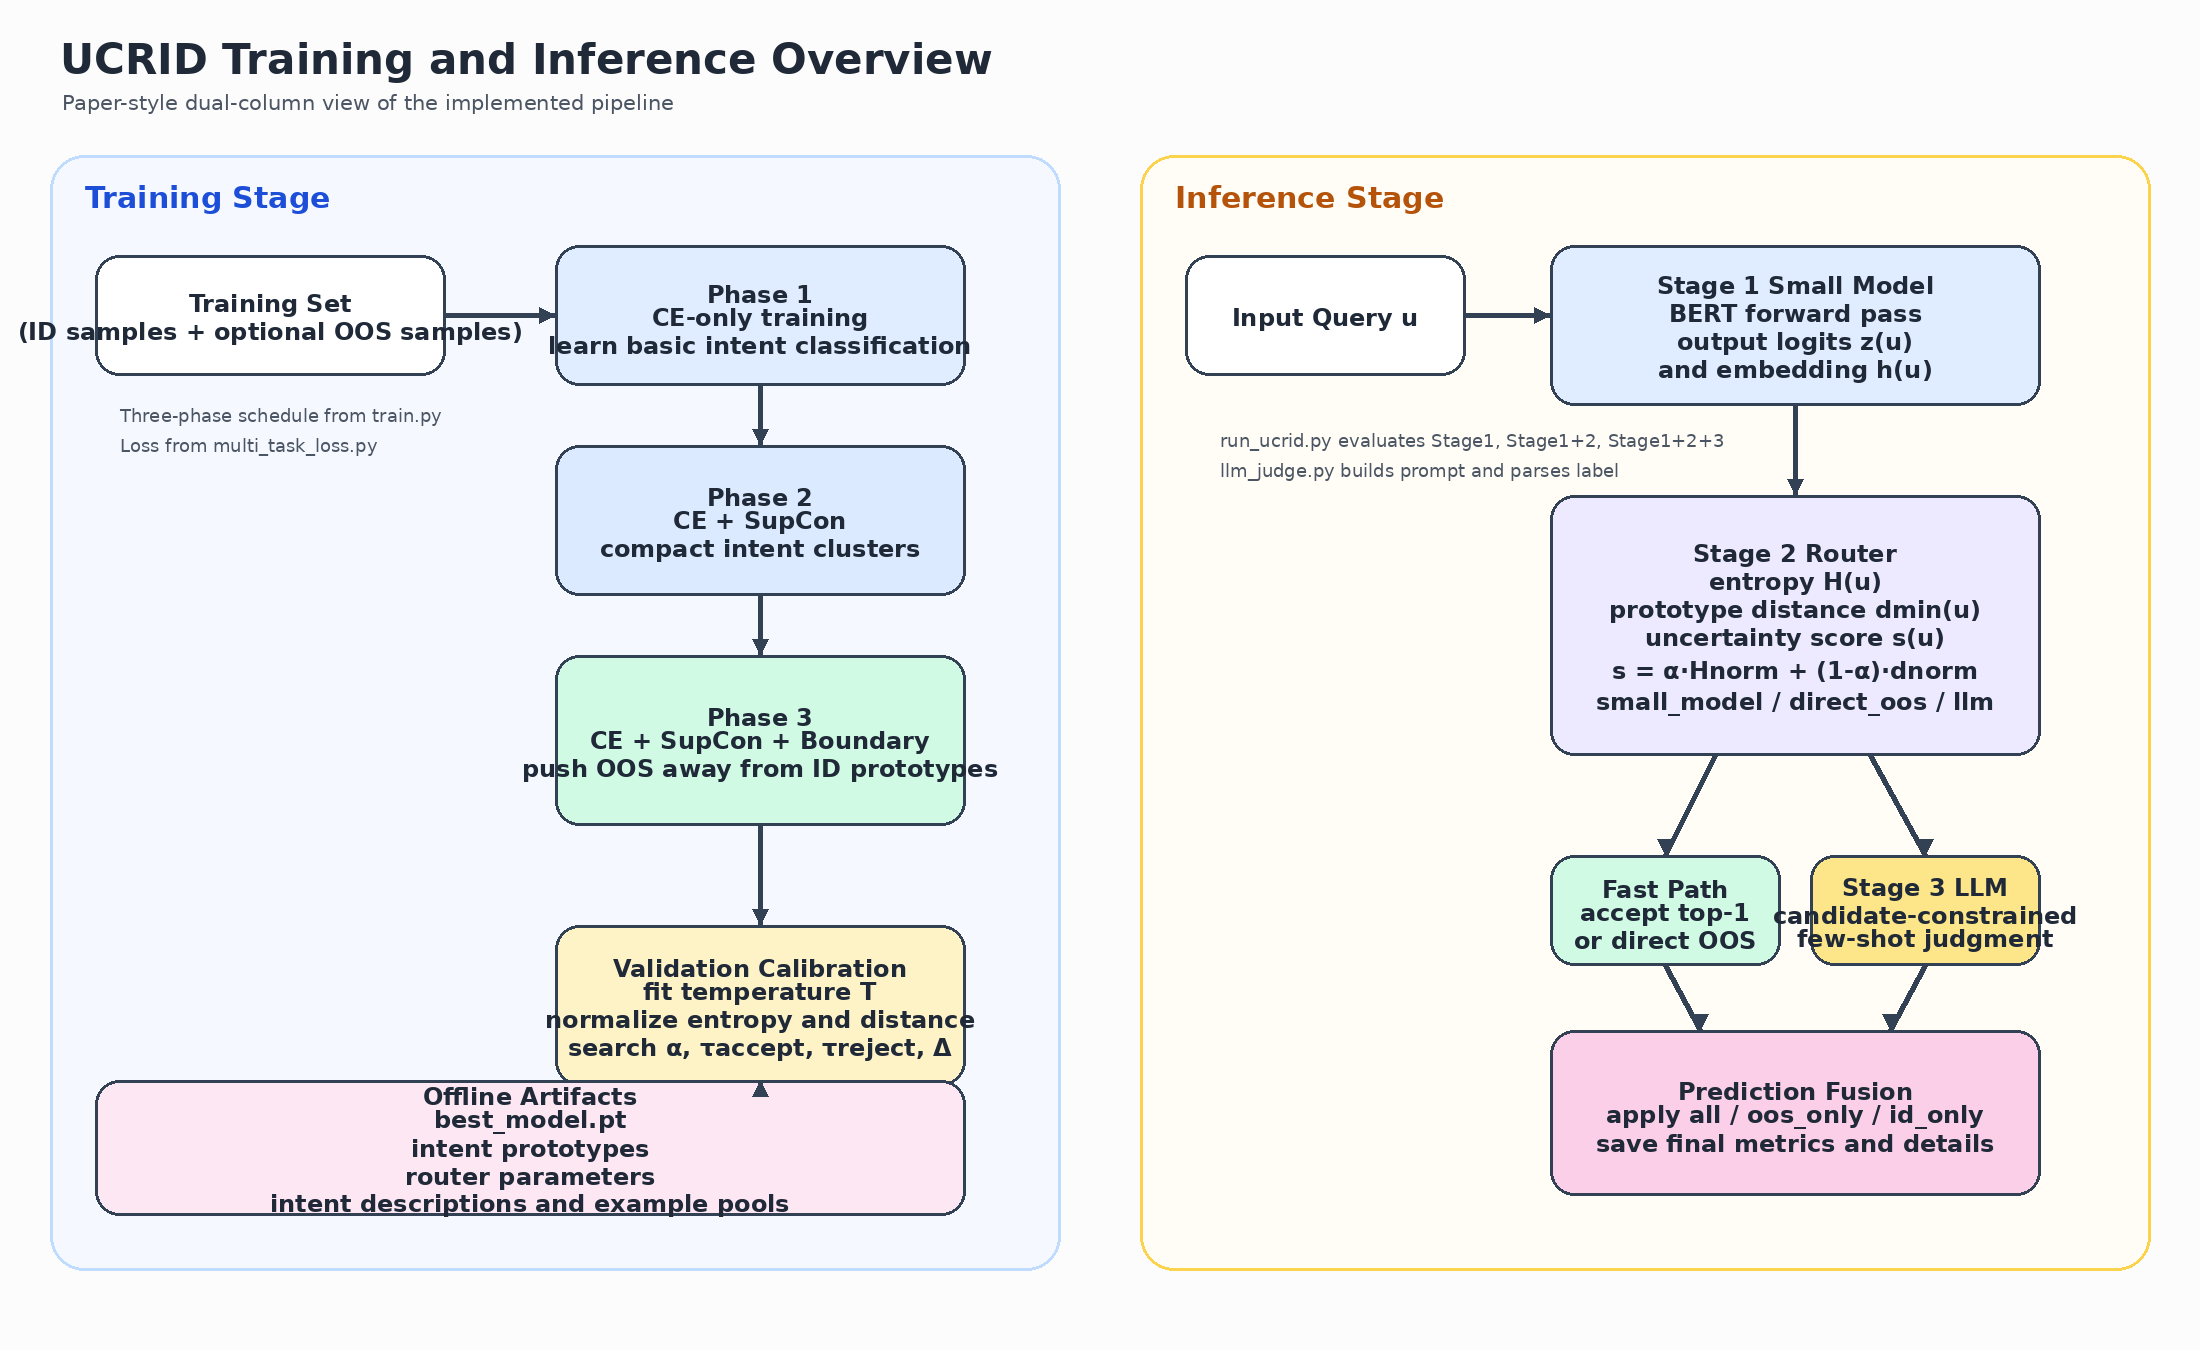 UCRID Training and Inference Overview
Paper-style dual-column view of the implemented pipeline
Training Stage
Training Set
(ID samples + optional OOS samples)
Phase 1
CE-only training
learn basic intent classification
Three-phase schedule from train.py
Loss from multi_task_loss.py
Phase 2
CE + SupCon
compact intent clusters
Phase 3
CE + SupCon + Boundary
push OOS away from ID prototypes
Validation Calibration
fit temperature T
normalize entropy and distance
search α, τaccept, τreject, Δ
Offline Artifacts
best_model.pt
intent prototypes
router parameters
intent descriptions and example pools
Inference Stage
Input Query u
Stage 1 Small Model
BERT forward pass
output logits z(u)
and embedding h(u)
run_ucrid.py evaluates Stage1, Stage1+2, Stage1+2+3
llm_judge.py builds prompt and parses label
Stage 2 Router
entropy H(u)
prototype distance dmin(u)
uncertainty score s(u)
s = α·Hnorm + (1-α)·dnorm
small_model / direct_oos / llm
Fast Path
accept top-1
or direct OOS
Stage 3 LLM
candidate-constrained
few-shot judgment
Prediction Fusion
apply all / oos_only / id_only
save final metrics and details